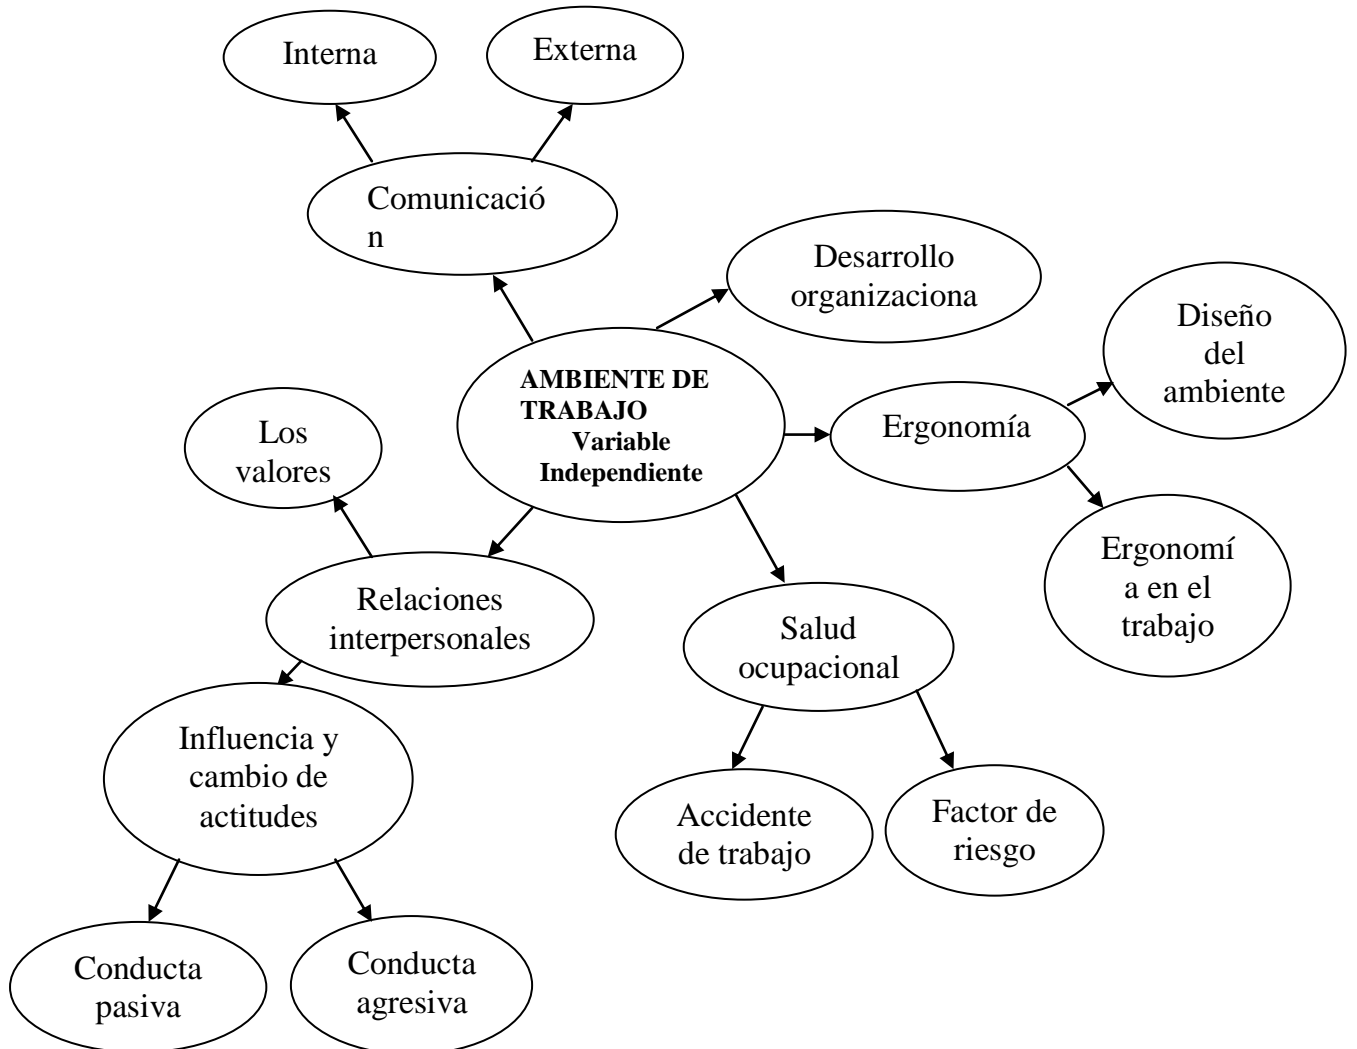 Interna
Externa
Comunicació
n
Desarrollo
organizaciona
Diseño
del
ambiente
AMBIENTE DE
TRABAJO
Variable
Independiente
Ergonomía
Los
valores
Ergonomí
a en el
trabajo
Relaciones
interpersonales
Salud
ocupacional
Influencia y
cambio de
actitudes
Accidente
de trabajo
Factor de
riesgo
Conducta
pasiva
Conducta
agresiva